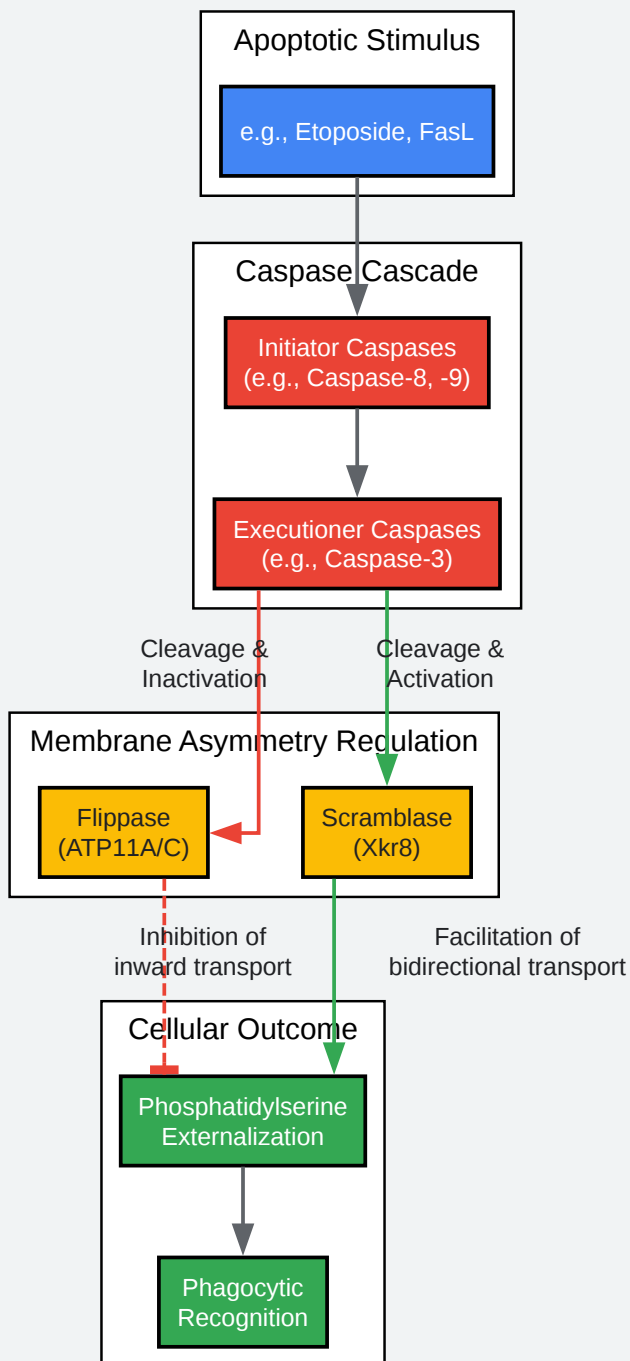 Apoptotic Stimulus
e.g., Etoposide, FasL
Caspase Cascade
Initiator Caspases
(e.g., Caspase-8, -9)
Executioner Caspases
(e.g., Caspase-3)
Cleavage &
Inactivation
Cleavage &
Activation
Membrane Asymmetry Regulation
Flippase
(ATP11A/C)
Scramblase
(Xkr8)
Inhibition of
inward transport
Facilitation of
bidirectional transport
Cellular Outcome
Phosphatidylserine
Externalization
Phagocytic
Recognition